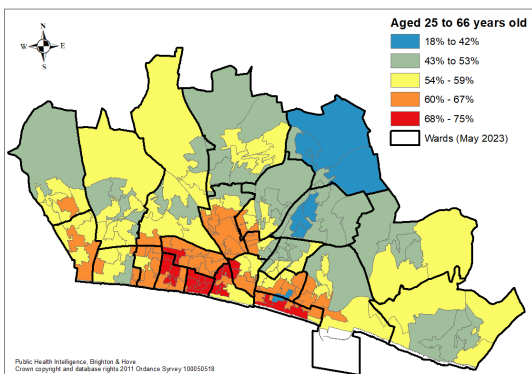 Aged 25 to 66 years old
18% to 42%
43% to 53%
54% - 59%
60% - 67%
68% - 75%
Wards (May 2023)
N
W
E
S
Public Health Intelligence, Brighton & Hove
Crown copyright and database rights 2011 Ordance Survey 100050518